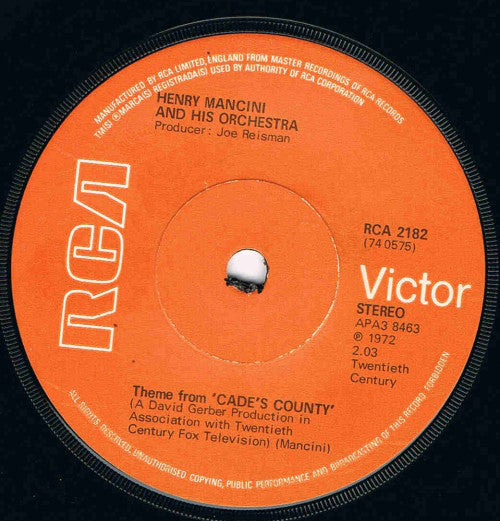 MANUFACTURED BY RCA LIMITED, ENGLAND FROM MASTER RECORDINGS OF RCA RECORDS
TM(S) ® MARCA(S) REGISTRADA(S) USED BY AUTHORITY OF RCA CORPORATION
HENRY MANCINI
AND HIS ORCHESTRA
Producer: Joe Reisman
RCA
RCA 2182
(74 0575)
Victor
STEREO
APA3 8463
℗ 1972
2.03
Twentieth
Century
Theme from 'CADE'S COUNTY'
(A David Gerber Production in
Association with Twentieth
Century Fox Television) (Mancini)
ALL RIGHTS RESERVED. UNAUTHORISED COPYING, PUBLIC PERFORMANCE AND BROADCASTING OF THIS RECORD FORBIDDEN